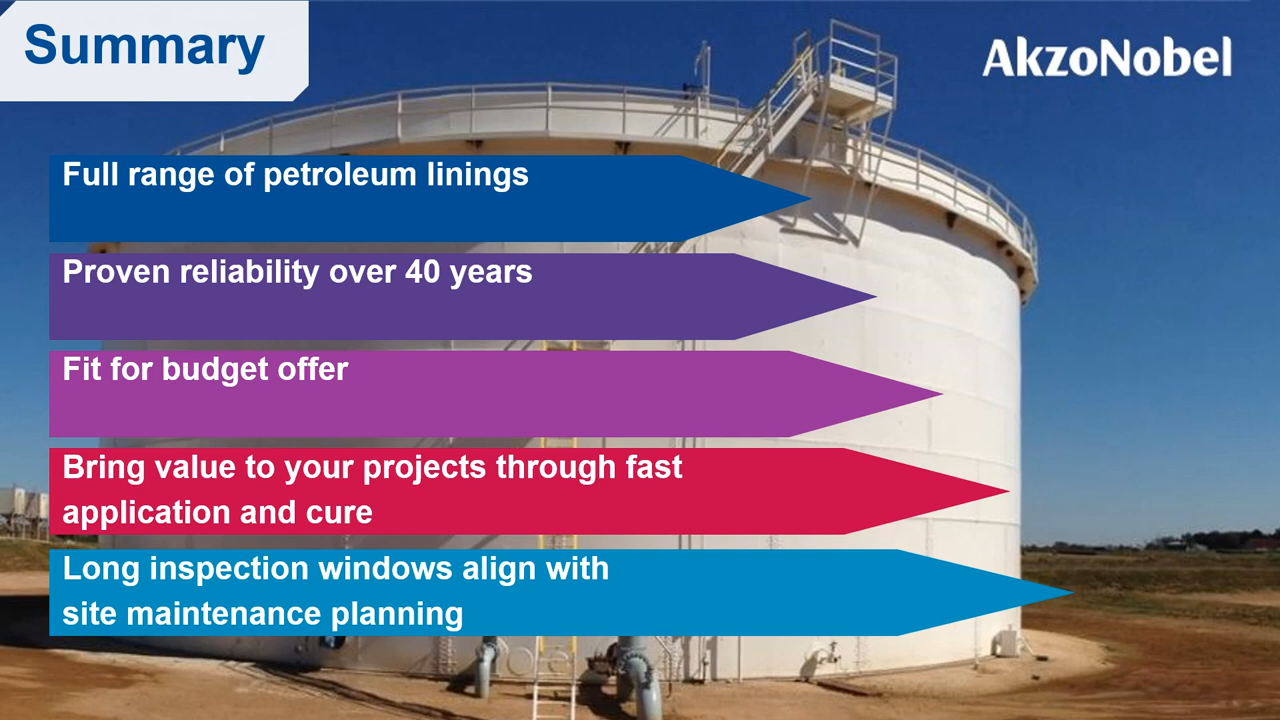 Summary
AkzoNobel
Full range of petroleum linings
Proven reliability over 40 years
Fit for budget offer
Bring value to your projects through fast
application and cure
Long inspection windows align with
site maintenance planning